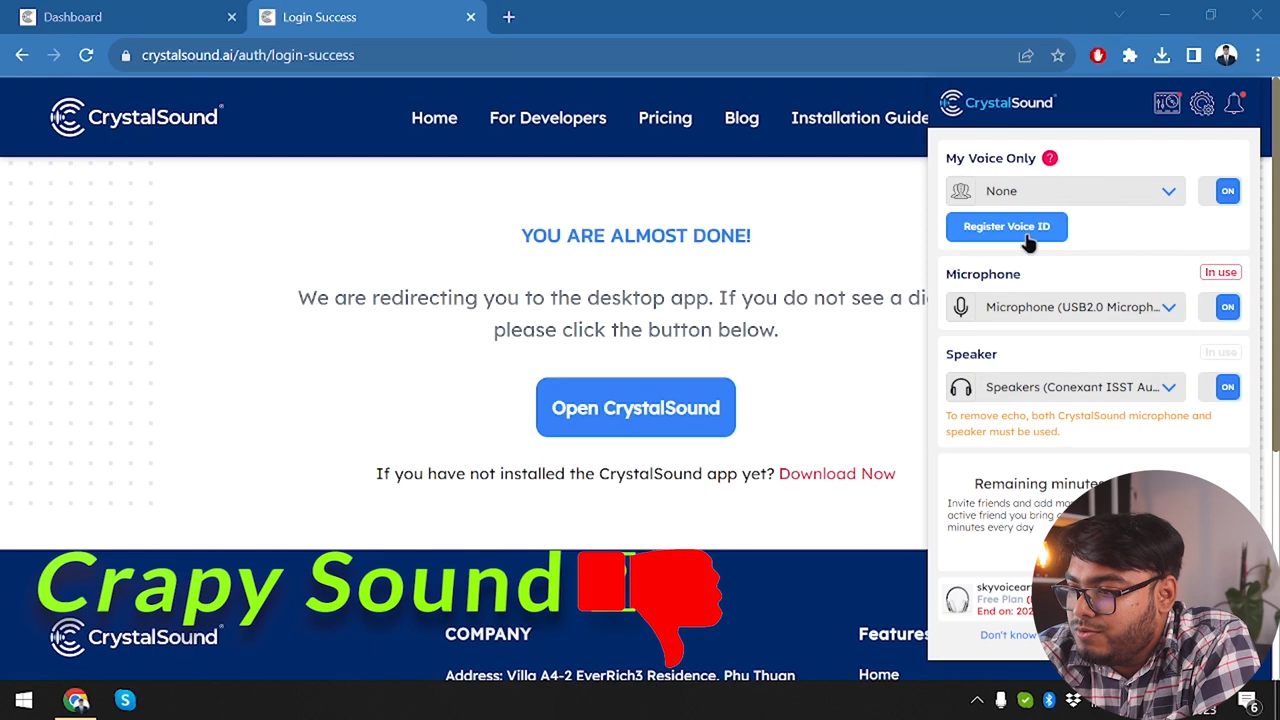 Dashboard
Login Success
crystalsound.ai/auth/login-success
CrystalSound
Home
For Developers
Pricing
Blog
Installation Guide
YOU ARE ALMOST DONE!
We are redirecting you to the desktop app. If you do not see a
please click the button below.
Open CrystalSound
If you have not installed the CrystalSound app yet? Download Now
CrystalSound
My Voice Only ?
None
ON
Register Voice ID
Microphone
In use
Microphone (USB2.0 Microph...
ON
Speaker
In use
Speakers (Conexant ISST Au...
ON
To remove echo, both CrystalSound microphone and
speaker must be used.
Remaining minutes
Invite friends and add
active friend you bring
minutes every day
Free Plan
End on:
Don't know
Crapy Sound
CrystalSound
COMPANY
Address: Villa A4-2 EverRich3 Residence, Phu Thuan
Features
Home
6